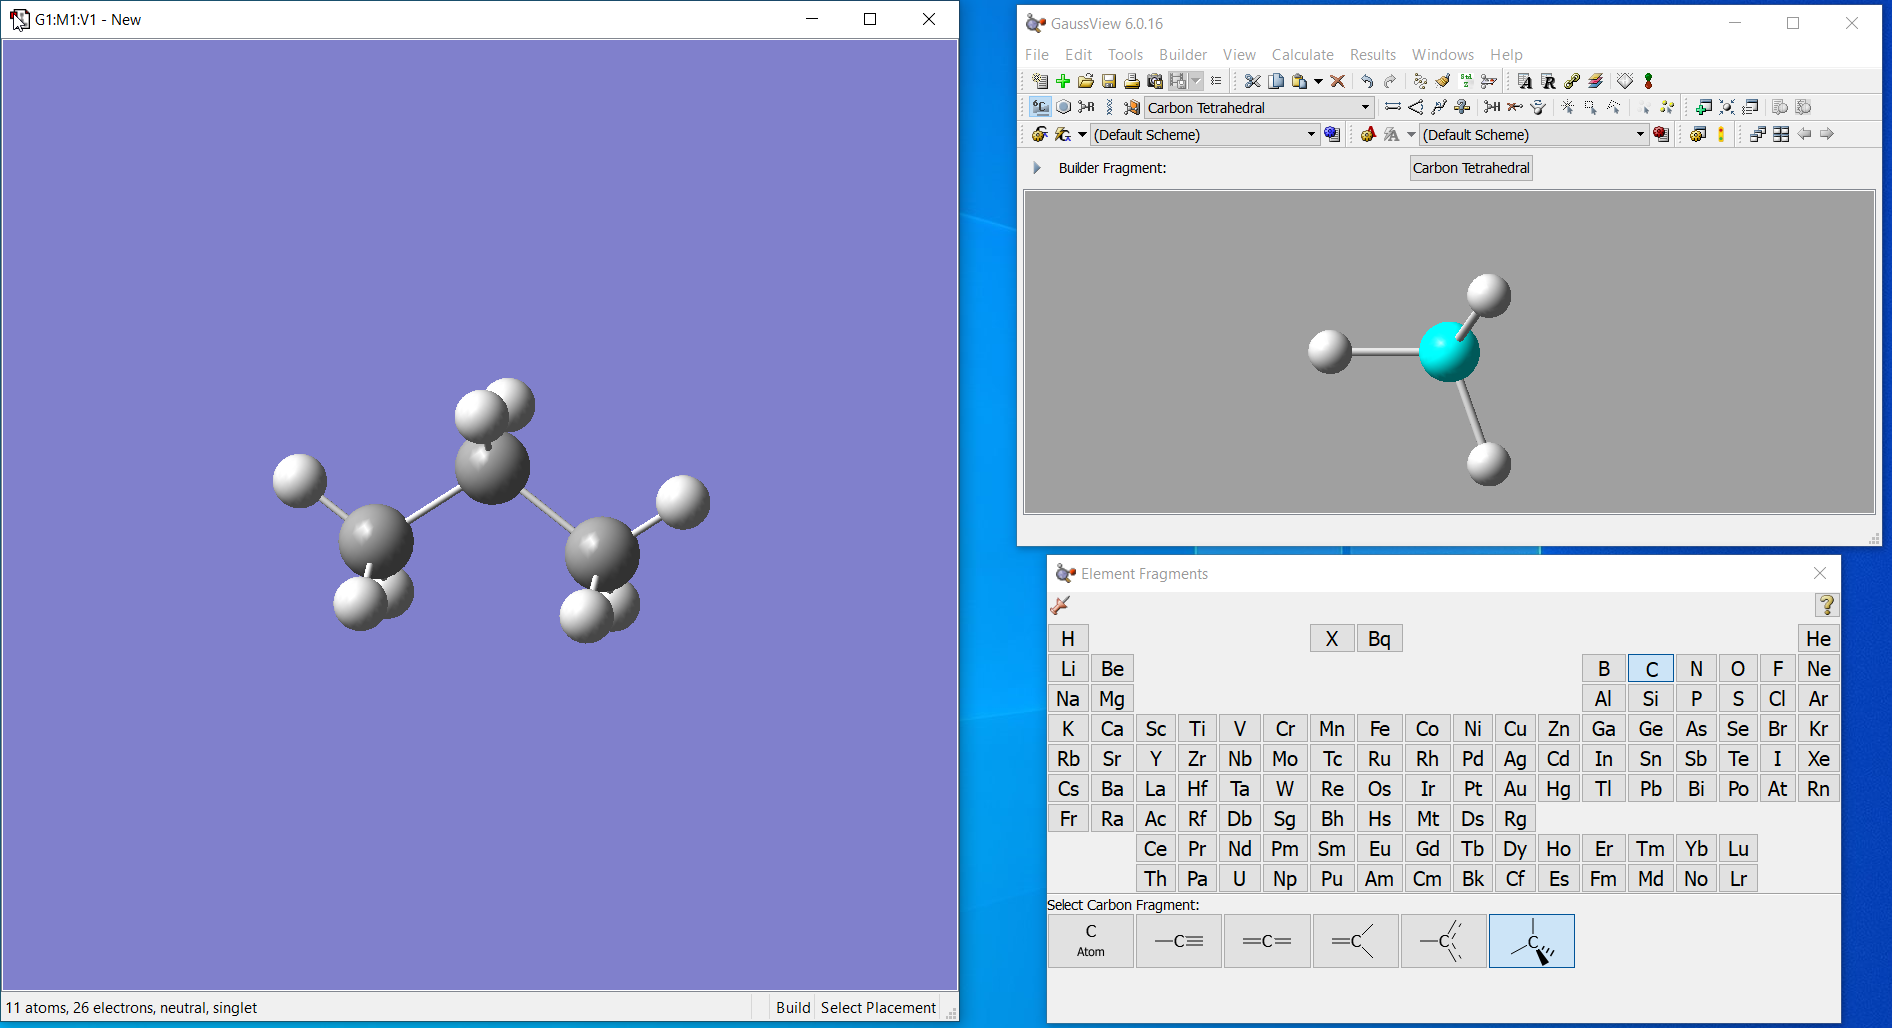 G1:M1:V1 - New
11 atoms, 26 electrons, neutral, singlet
Build
Select Placement
GaussView 6.0.16
File Edit Tools Builder View Calculate Results Windows Help
Carbon Tetrahedral
(Default Scheme) (Default Scheme)
Builder Fragment: Carbon Tetrahedral
Element Fragments
H X Bq He
Li Be B C N O F Ne
Na Mg Al Si P S Cl Ar
K Ca Sc Ti V Cr Mn Fe Co Ni Cu Zn Ga Ge As Se Br Kr
Rb Sr Y Zr Nb Mo Tc Ru Rh Pd Ag Cd In Sn Sb Te I Xe
Cs Ba La Hf Ta W Re Os Ir Pt Au Hg Tl Pb Bi Po At Rn
Fr Ra Ac Rf Db Sg Bh Hs Mt Ds Rg
Ce Pr Nd Pm Sm Eu Gd Tb Dy Ho Er Tm Yb Lu
Th Pa U Np Pu Am Cm Bk Cf Es Fm Md No Lr
Select Carbon Fragment:
C C C C C C
Atom